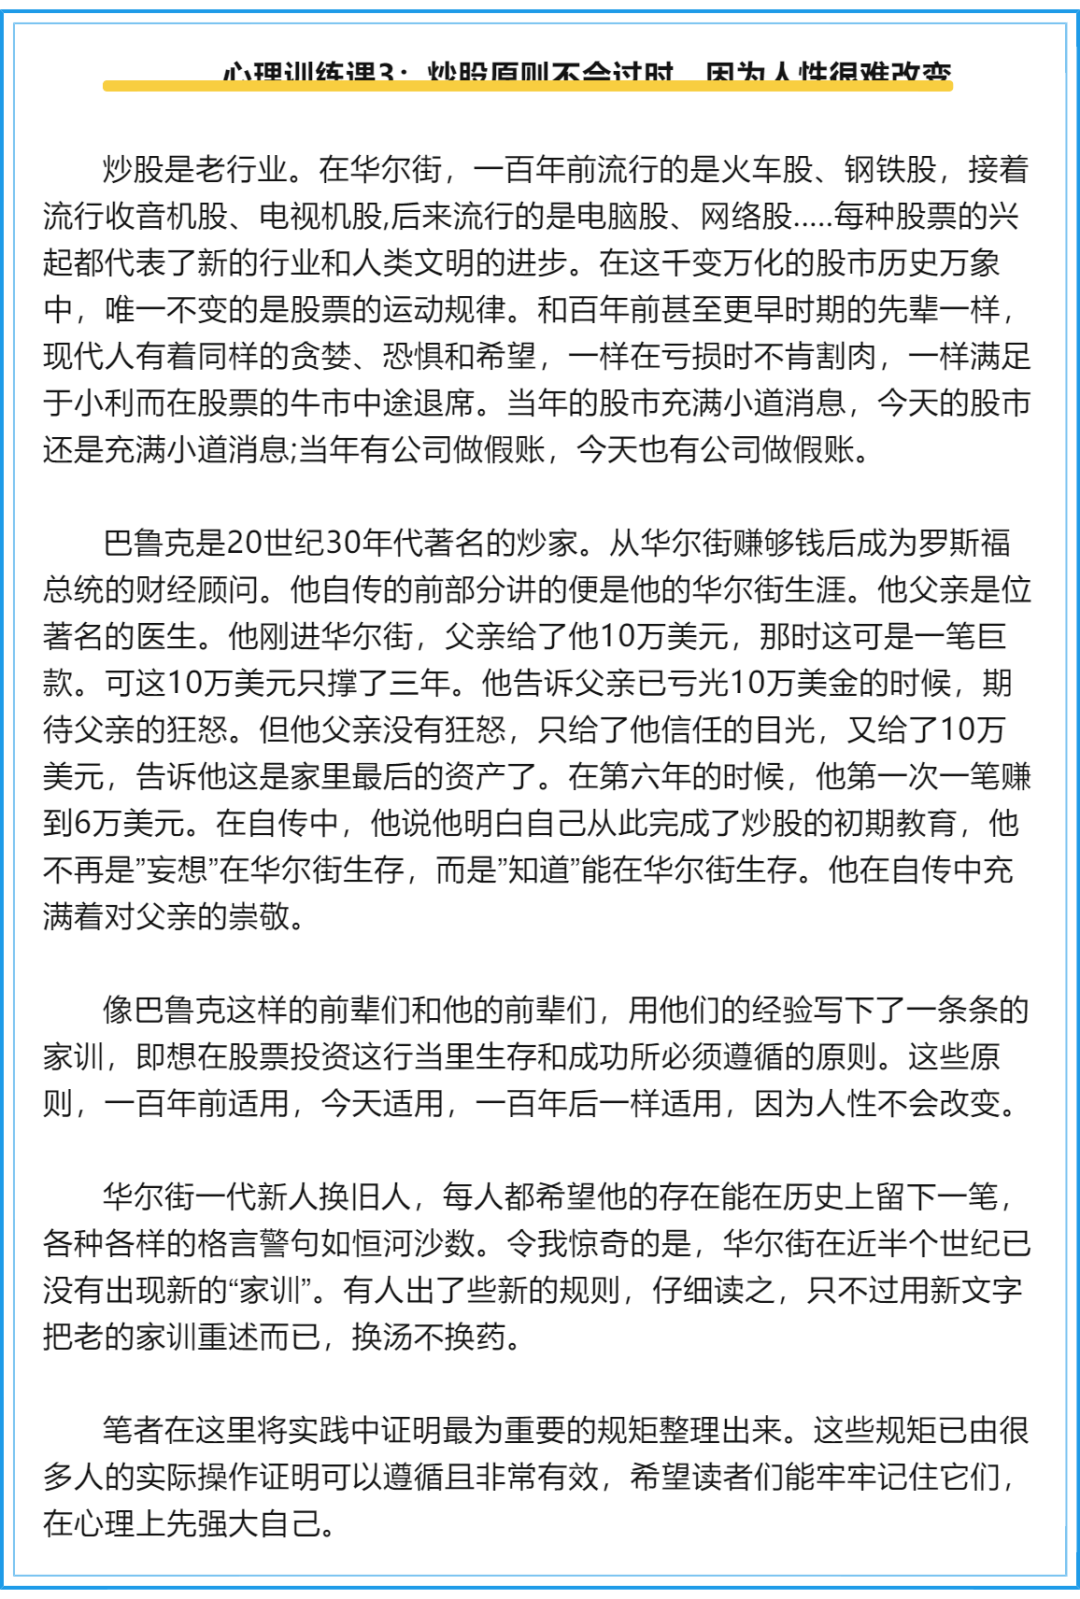 心理训练课3：炒股原则不会过时，因为人性很难改变
炒股是老行业。在华尔街，一百年前流行的是火车股、钢铁股，接着
流行收音机股、电视机股,后来流行的是电脑股、网络股.....每种股票的兴
起都代表了新的行业和人类文明的进步。在这千变万化的股市历史万象
中，唯一不变的是股票的运动规律。和百年前甚至更早时期的先辈一样，
现代人有着同样的贪婪、恐惧和希望，一样在亏损时不肯割肉，一样满足
于小利而在股票的牛市中途退席。当年的股市充满小道消息，今天的股市
还是充满小道消息;当年有公司做假账，今天也有公司做假账。
巴鲁克是20世纪30年代著名的炒家。从华尔街赚够钱后成为罗斯福
总统的财经顾问。他自传的前部分讲的便是他的华尔街生涯。他父亲是位
著名的医生。他刚进华尔街，父亲给了他10万美元，那时这可是一笔巨
款。可这10万美元只撑了三年。他告诉父亲已亏光10万美金的时候，期
待父亲的狂怒。但他父亲没有狂怒，只给了他信任的目光，又给了10万
美元，告诉他这是家里最后的资产了。在第六年的时候，他第一次一笔赚
到6万美元。在自传中，他说他明白自己从此完成了炒股的初期教育，他
不再是”妄想”在华尔街生存，而是”知道”能在华尔街生存。他在自传中充
满着对父亲的崇敬。
像巴鲁克这样的前辈们和他的前辈们，用他们的经验写下了一条条的
家训，即想在股票投资这行当里生存和成功所必须遵循的原则。这些原
则，一百年前适用，今天适用，一百年后一样适用，因为人性不会改变。
华尔街一代新人换旧人，每人都希望他的存在能在历史上留下一笔，
各种各样的格言警句如恒河沙数。令我惊奇的是，华尔街在近半个世纪已
没有出现新的“家训”。有人出了些新的规则，仔细读之，只不过用新文字
把老的家训重述而已，换汤不换药。
笔者在这里将实践中证明最为重要的规矩整理出来。这些规矩已由很
多人的实际操作证明可以遵循且非常有效，希望读者们能牢牢记住它们，
在心理上先强大自己。